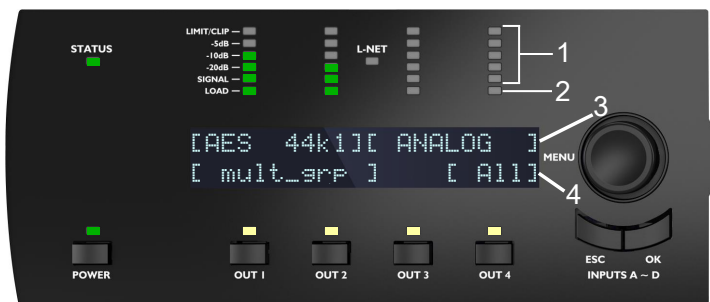 STATUS
LIMIT/CLIP
-5dB
-10dB
-20dB
SIGNAL
LOAD
L-NET
1
2
3
4
[AES 44k1][ ANALOG ]
[ mult_grp ] [ All]
MENU
POWER
OUT 1
OUT 2
OUT 3
OUT 4
ESC
OK
INPUTS A ~ D